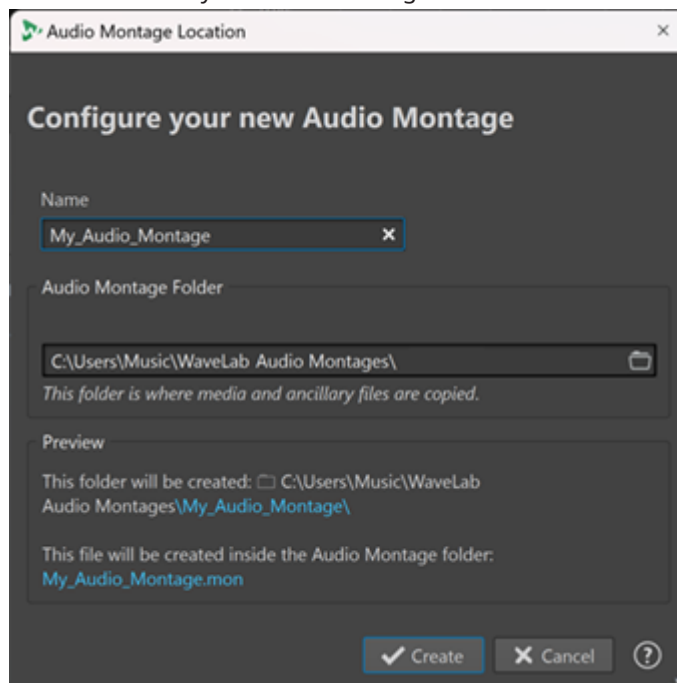 Audio Montage Location
Configure your new Audio Montage
Name
My_Audio_Montage
Audio Montage Folder
C:\Users\Music\WaveLab Audio Montages\
This folder is where media and ancillary files are copied.
Preview
This folder will be created: C:\Users\Music\WaveLab
Audio Montages\My_Audio_Montage\
This file will be created inside the Audio Montage folder:
My_Audio_Montage.mon
Create
Cancel
?